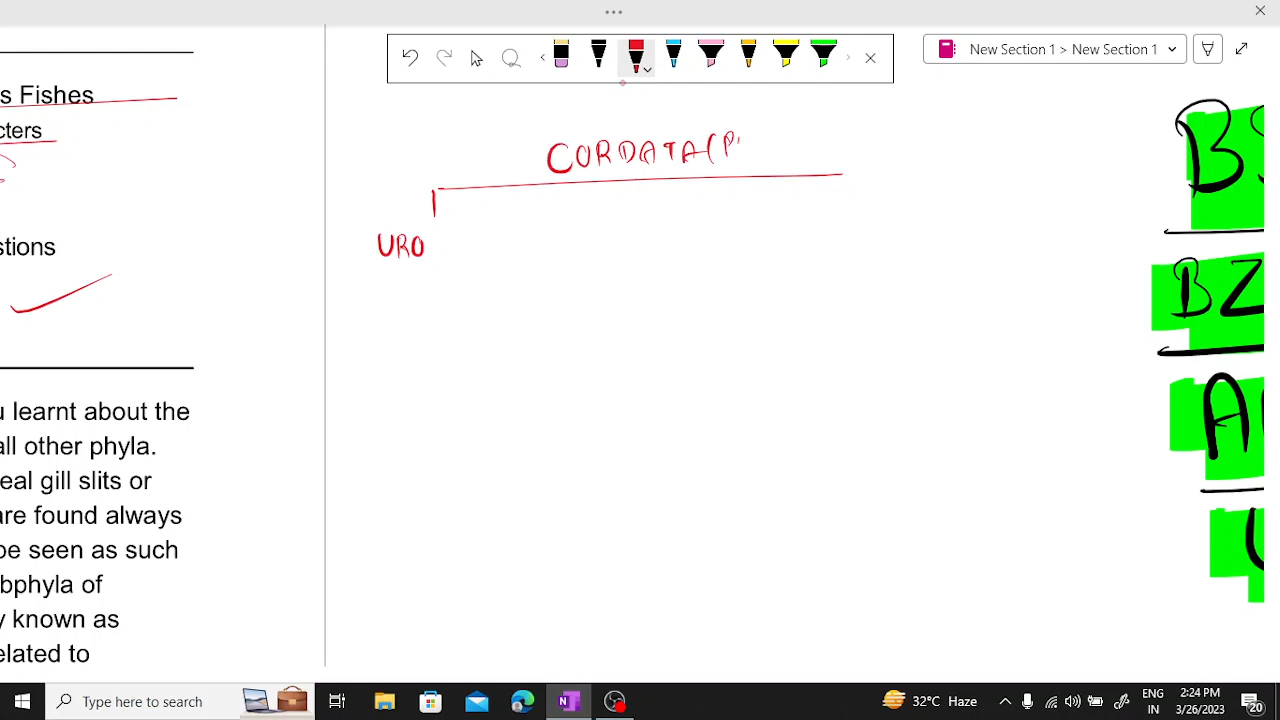 New Section 1 > New Section 1
s Fishes
cters
stions
u learnt about the
all other phyla.
eal gill slits or
are found always
be seen as such
bphyla of
y known as
elated to
CORDATA(P
URO
B
BZ
A
Type here to search
32°C Haze
ENG
IN
2:24 PM
3/26/2023
20